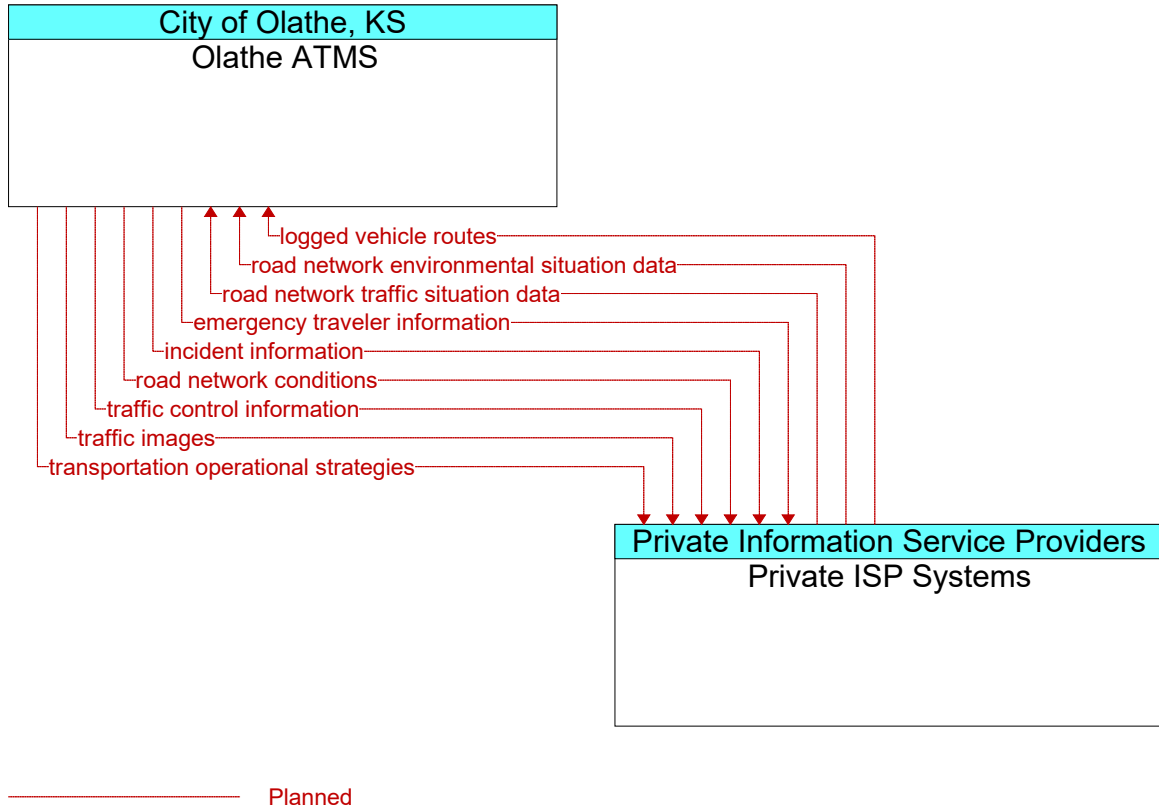 City of Olathe, KS
Olathe ATMS
logged vehicle routes
road network environmental situation data
road network traffic situation data
emergency traveler information
incident information
road network conditions
traffic control information
traffic images
transportation operational strategies
Private Information Service Providers
Private ISP Systems
Planned